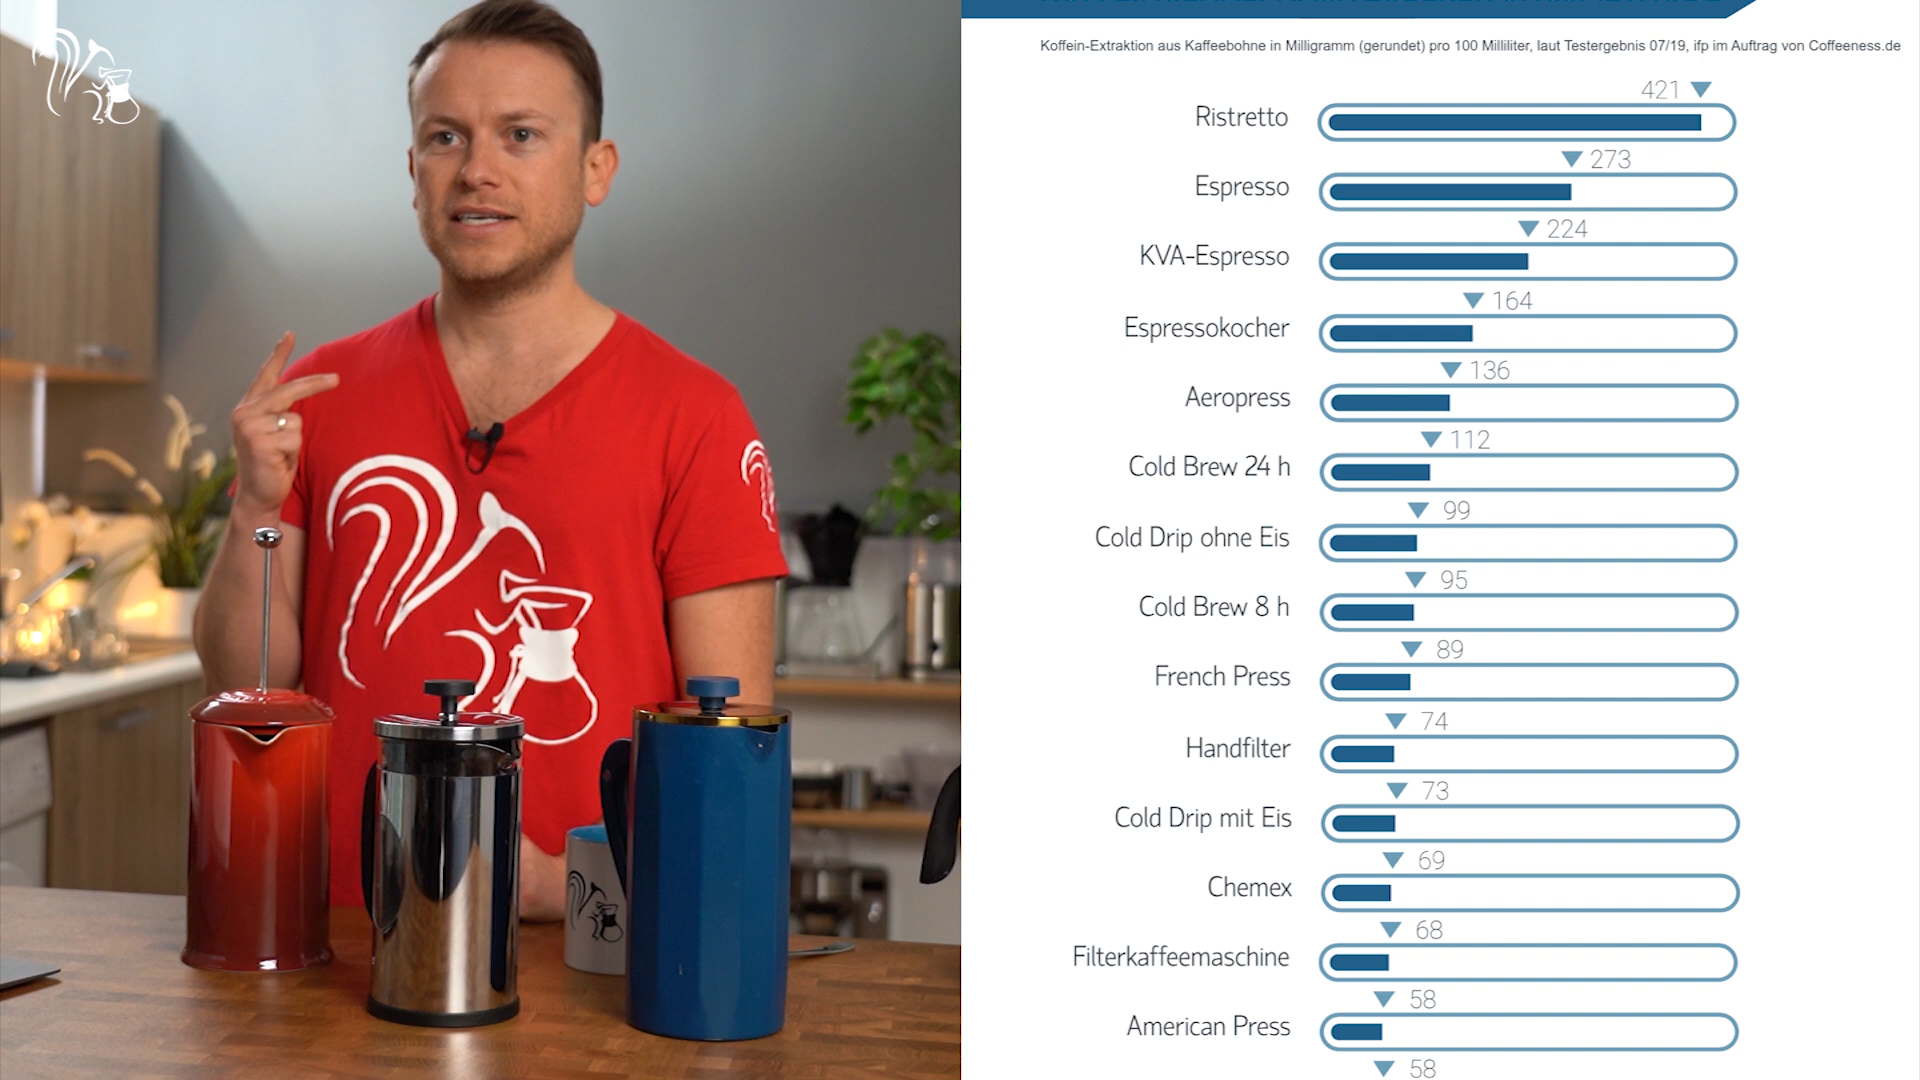 Koffein-Extraktion aus Kaffeebohne in Milligramm (gerundet) pro 100 Milliliter, laut Testergebnis 07/19, ifp im Auftrag von Coffeeness.de
421
Ristretto
273
Espresso
224
KVA-Espresso
164
Espressokocher
136
Aeropress
112
Cold Brew 24 h
99
Cold Drip ohne Eis
95
Cold Brew 8 h
89
French Press
74
Handfilter
73
Cold Drip mit Eis
69
Chemex
68
Filterkaffeemaschine
58
American Press
58